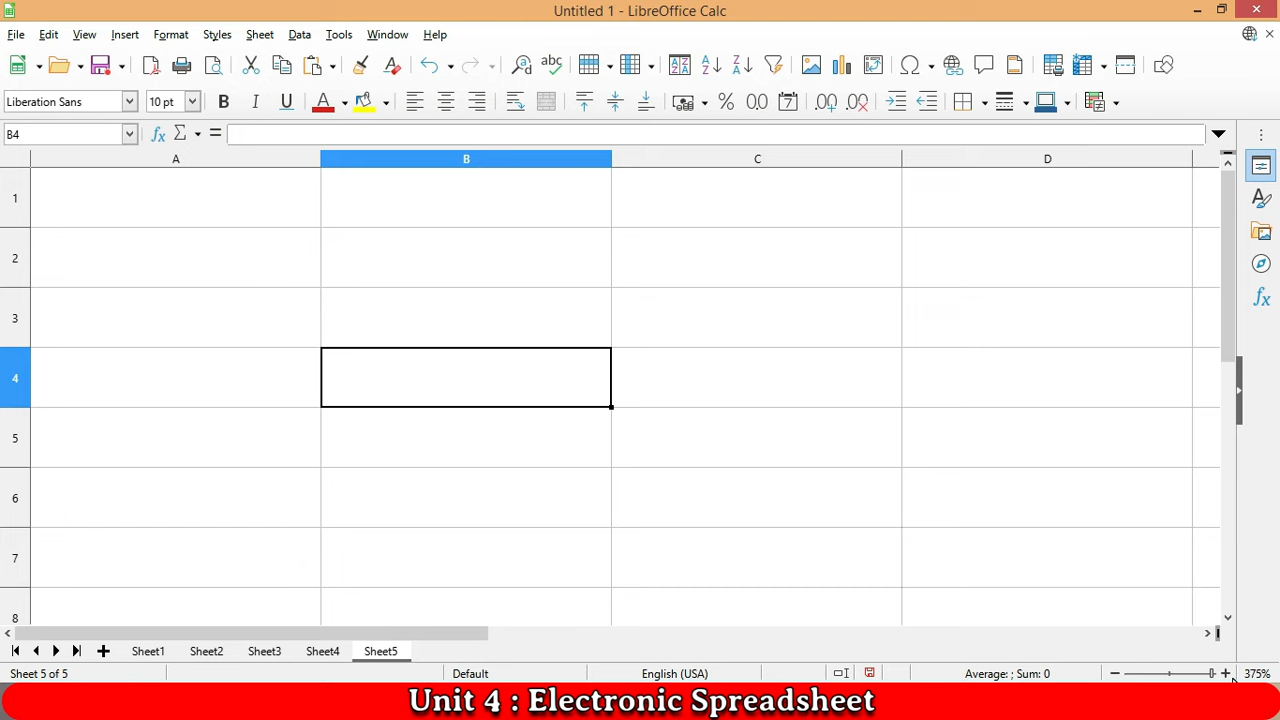 Untitled 1 - LibreOffice Calc
File Edit View Insert Format Styles Sheet Data Tools Window Help
Liberation Sans 10 pt
B4
A B C D
1
2
3
4
5
6
7
8
Sheet1 Sheet2 Sheet3 Sheet4 Sheet5
Sheet 5 of 5 Default English (USA) Average: ; Sum: 0 375%
Unit 4 : Electronic Spreadsheet